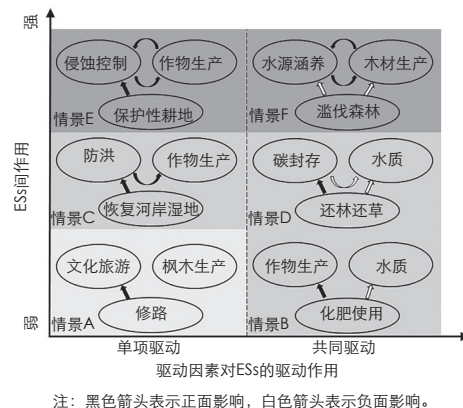 强
ESs间作用
弱
侵蚀控制 作物生产
保护性耕地
情景E
水源涵养 木材生产
滥伐森林
情景F
防洪 作物生产
恢复河岸湿地
情景C
碳封存 水质
还林还草
情景D
文化旅游 枫木生产
修路
情景A
作物生产 水质
化肥使用
情景B
单项驱动 共同驱动
驱动因素对ESs的驱动作用
注：黑色箭头表示正面影响，白色箭头表示负面影响。